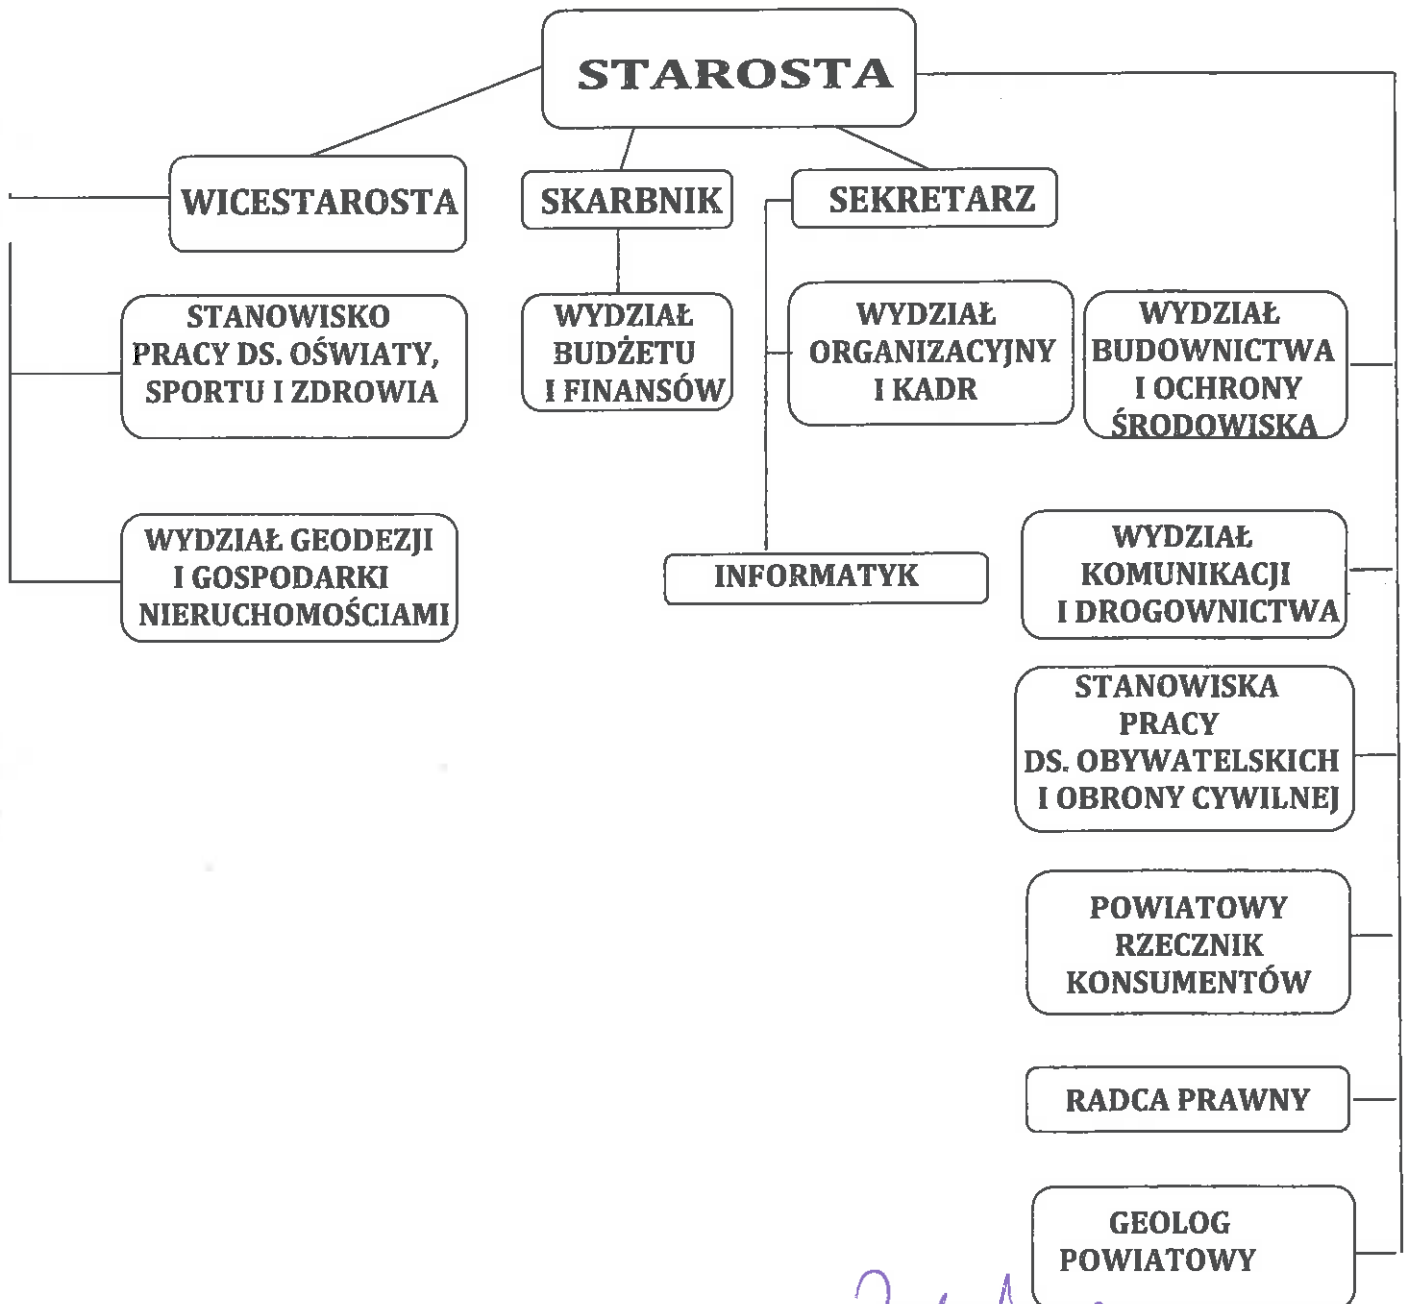 STAROSTA
WICESTAROSTA
SKARBNIK
SEKRETARZ
STANOWISKO
PRACY DS. OŚWIATY,
SPORTU I ZDROWIA
WYDZIAŁ
BUDŻETU
I FINANSÓW
WYDZIAŁ
ORGANIZACYJNY
I KADR
WYDZIAŁ
BUDOWNICTWA
I OCHRONY
ŚRODOWISKA
WYDZIAŁ GEODEZJI
I GOSPODARKI
NIERUCHOMOŚCIAMI
INFORMATYK
WYDZIAŁ
KOMUNIKACJI
I DROGOWNICTWA
STANOWISKA
PRACY
DS. OBYWATELSKICH
I OBRONY CYWILNEJ
POWIATOWY
RZECZNIK
KONSUMENTÓW
RADCA PRAWNY
GEOLOG
POWIATOWY